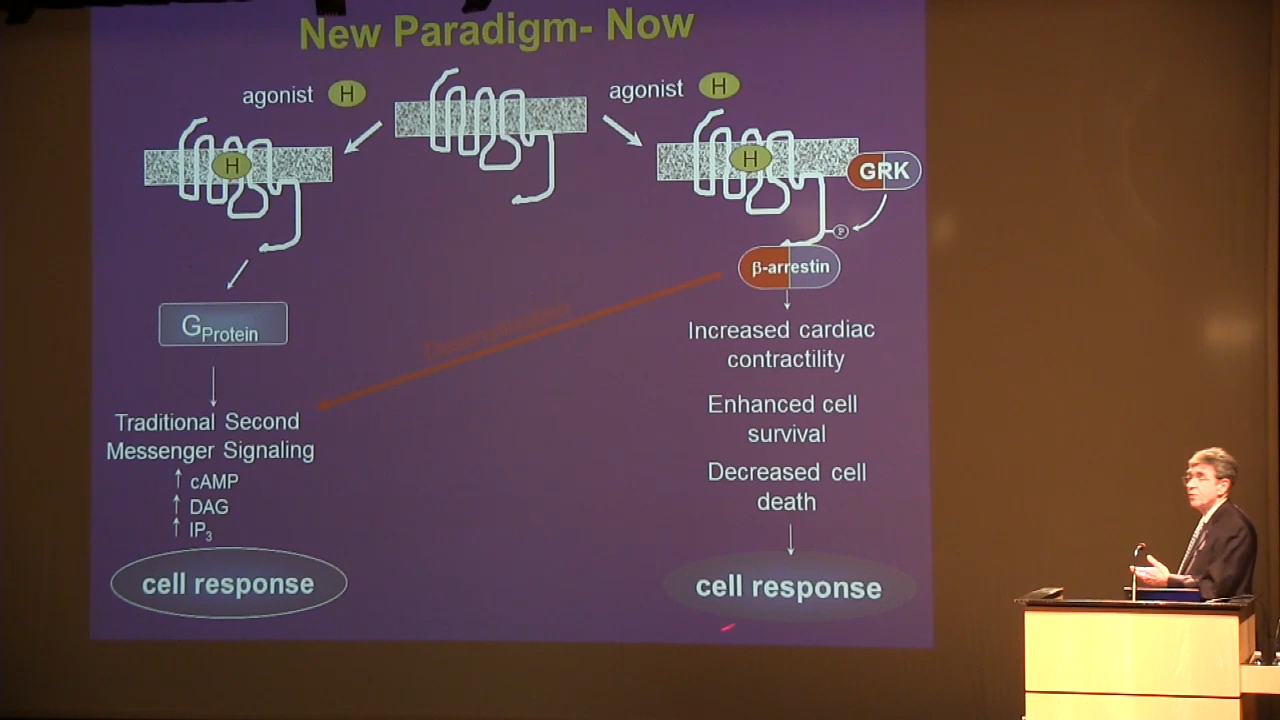 New Paradigm- Now
agonist H
agonist H
H
H
GRK
P
β-arrestin
Desensitization
GProtein
Increased cardiac
contractility
Traditional Second
Messenger Signaling
↑ cAMP
↑ DAG
↑ IP3
Enhanced cell
survival
Decreased cell
death
cell response
cell response